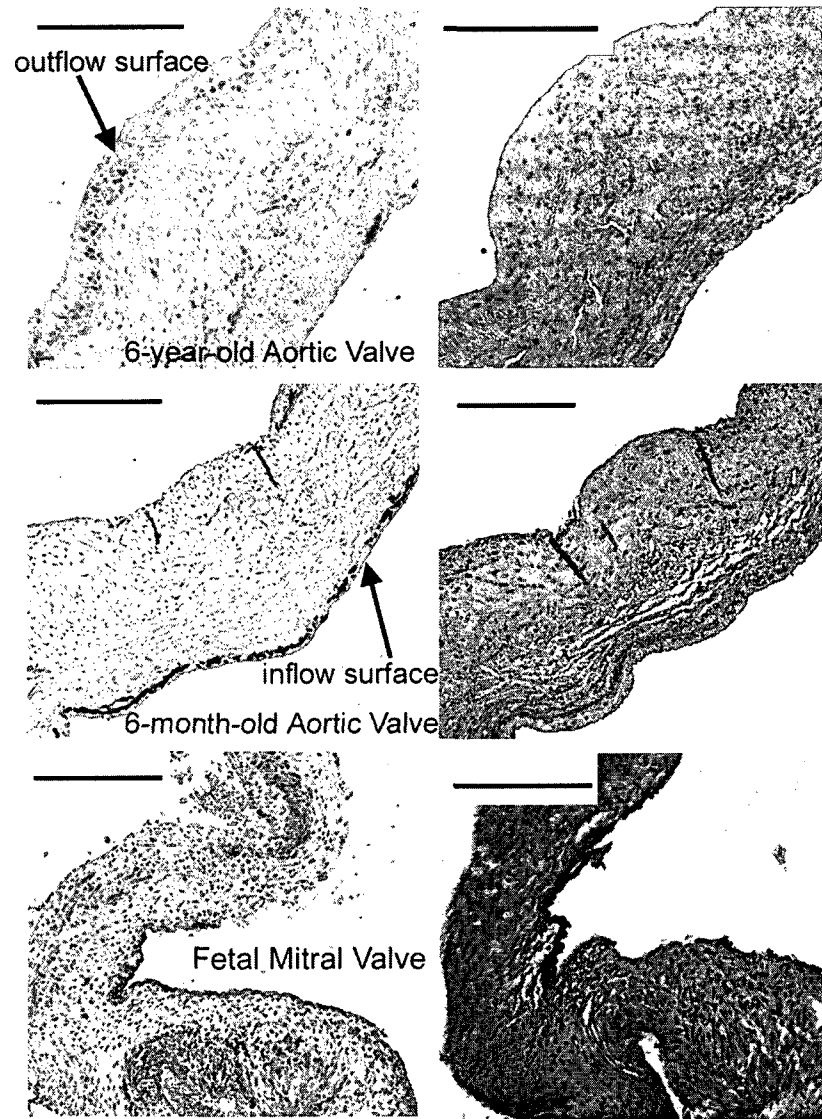 outflow surface
6-year-old Aortic Valve
inflow surface
6-month-old Aortic Valve
Fetal Mitral Valve